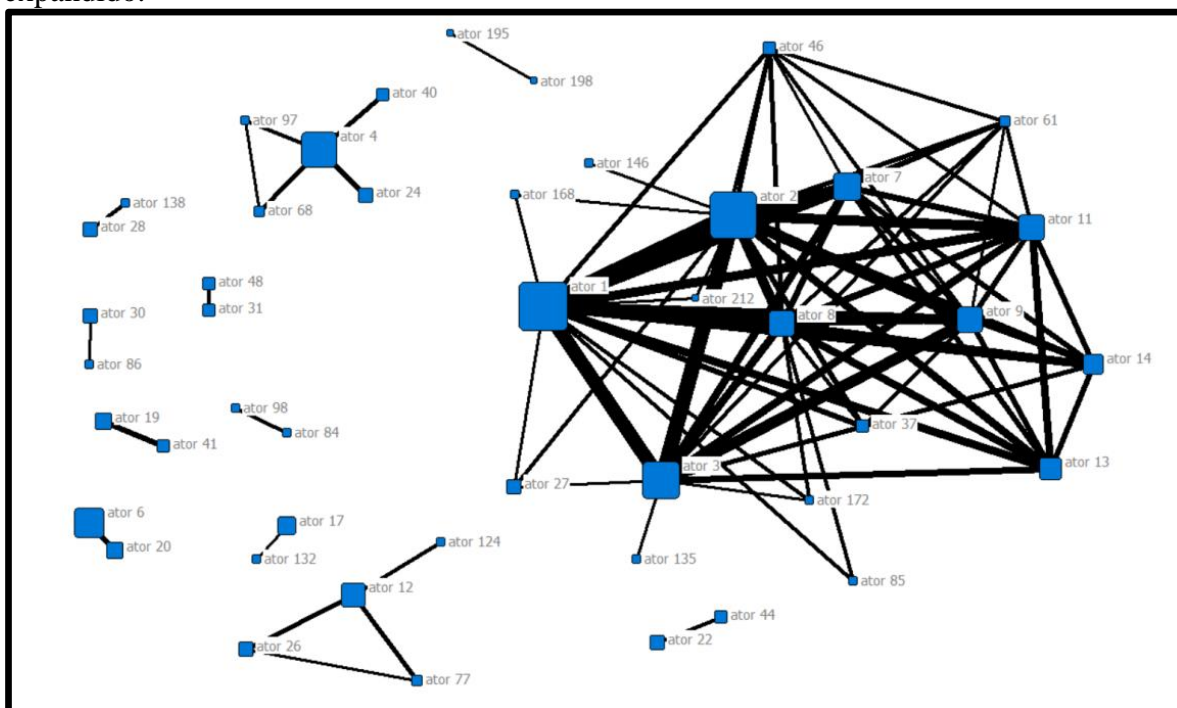 expandido.
ator 195
ator 46
ator 198
ator 40
ator 97
ator 4
ator 61
ator 146
ator 7
ator 24
ator 168
ator 2
ator 138
ator 68
ator 11
ator 28
ator 48
ator 1
ator 212
ator 31
ator 30
ator 8
ator 9
ator 86
ator 14
ator 98
ator 19
ator 84
ator 37
ator 41
ator 3
ator 13
ator 27
ator 172
ator 6
ator 17
ator 20
ator 124
ator 132
ator 135
ator 12
ator 85
ator 44
ator 22
ator 26
ator 77